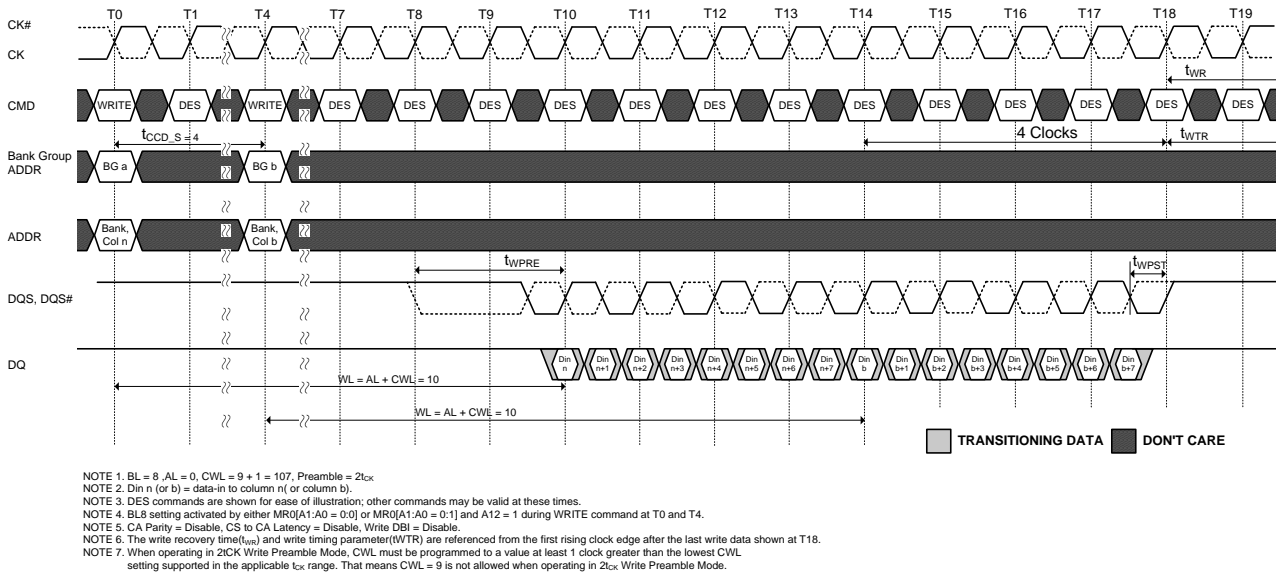 T0 T1 T4 T7 T8 T9 T10 T11 T12 T13 T14 T15 T16 T17 T18 T19
CK#
CK
tWR
CMD
WRITE DES WRITE DES DES DES DES DES DES DES DES DES DES DES DES DES
tCCD_S = 4
4 Clocks
tWTR
Bank Group
ADDR
BG a
BG b
ADDR
Bank,
Col n
Bank,
Col b
tWPRE
tWPST
DQS, DQS#
DQ
Din
n
Din
n+1
Din
n+2
Din
n+3
Din
n+4
Din
n+5
Din
n+6
Din
n+7
Din
b
Din
b+1
Din
b+2
Din
b+3
Din
b+4
Din
b+5
Din
b+6
Din
b+7
WL = AL + CWL = 10
WL = AL + CWL = 10
TRANSITIONING DATA
DON'T CARE
NOTE 1. BL = 8 ,AL = 0, CWL = 9 + 1 = 107, Preamble = 2tCK
NOTE 2. Din n (or b) = data-in to column n( or column b).
NOTE 3. DES commands are shown for ease of illustration; other commands may be valid at these times.
NOTE 4. BL8 setting activated by either MR0[A1:A0 = 0:0] or MR0[A1:A0 = 0:1] and A12 = 1 during WRITE command at T0 and T4.
NOTE 5. CA Parity = Disable, CS to CA Latency = Disable, Write DBI = Disable.
NOTE 6. The write recovery time(tWR) and write timing parameter(tWTR) are referenced from the first rising clock edge after the last write data shown at T18.
NOTE 7. When operating in 2tCK Write Preamble Mode, CWL must be programmed to a value at least 1 clock greater than the lowest CWL
setting supported in the applicable tCK range. That means CWL = 9 is not allowed when operating in 2tCK Write Preamble Mode.